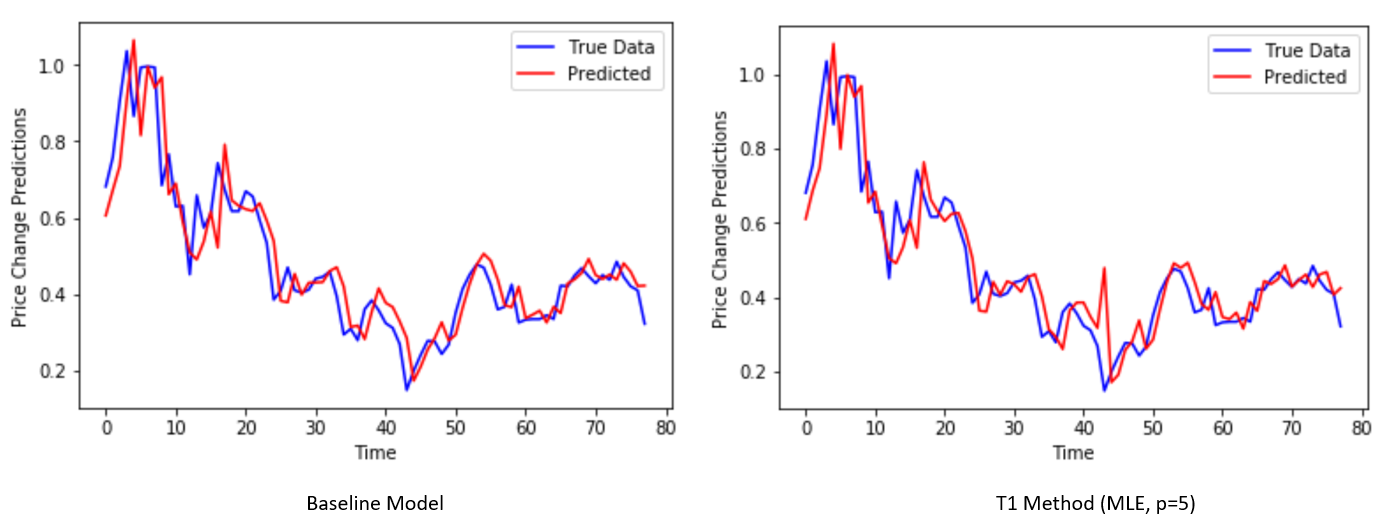 True Data
Predicted
Price Change Predictions
1.0
0.8
0.6
0.4
0.2
0 10 20 30 40 50 60 70 80
Time
Baseline Model
True Data
Predicted
Price Change Predictions
1.0
0.8
0.6
0.4
0.2
0 10 20 30 40 50 60 70 80
Time
T1 Method (MLE, p=5)